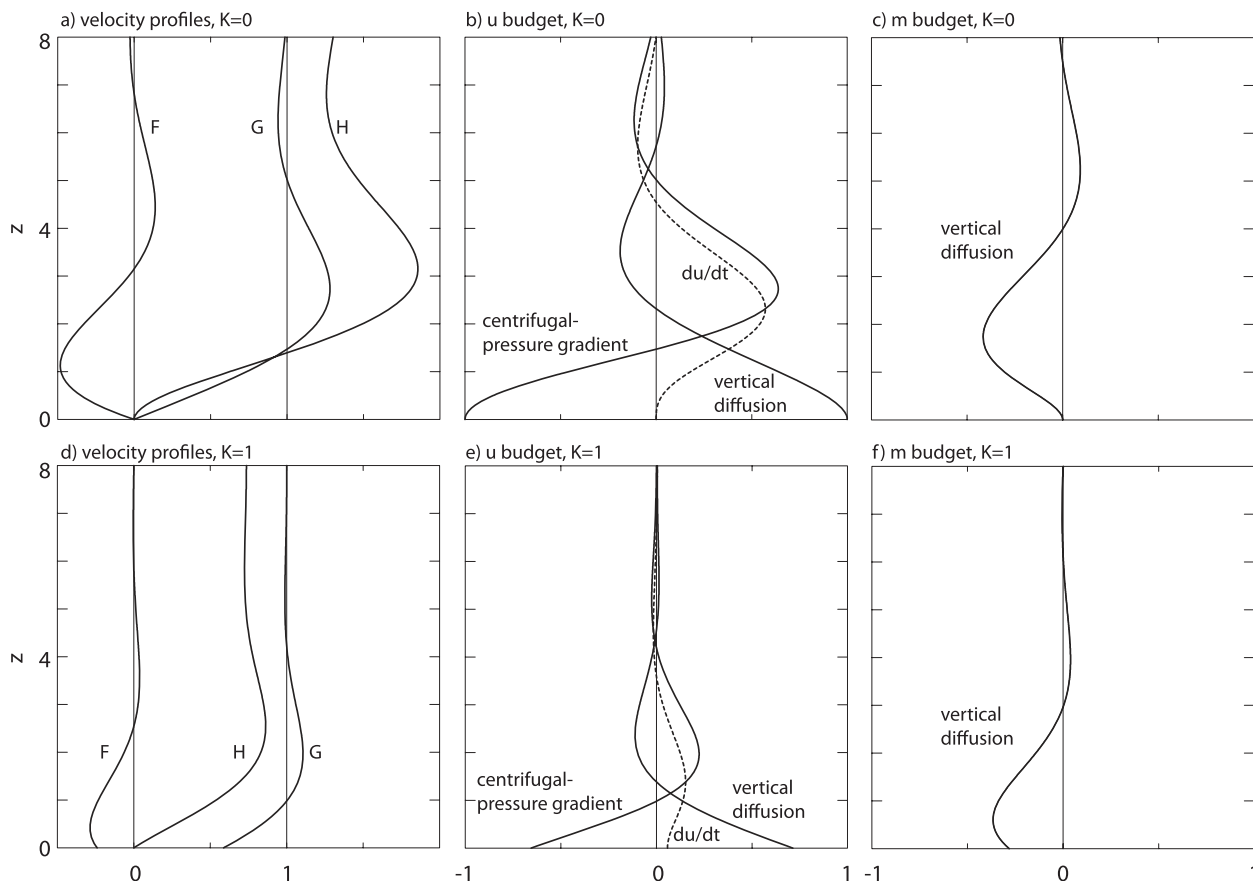 a) velocity profiles, K=0
b) u budget, K=0
c) m budget, K=0
8
F
G
H
z
4
du/dt
centrifugal-
pressure gradient
vertical
diffusion
vertical
diffusion
0
d) velocity profiles, K=1
e) u budget, K=1
f) m budget, K=1
8
z
4
F
H
G
centrifugal-
pressure gradient
vertical
diffusion
du/dt
vertical
diffusion
0
0
1
-1
0
1
-1
0
1